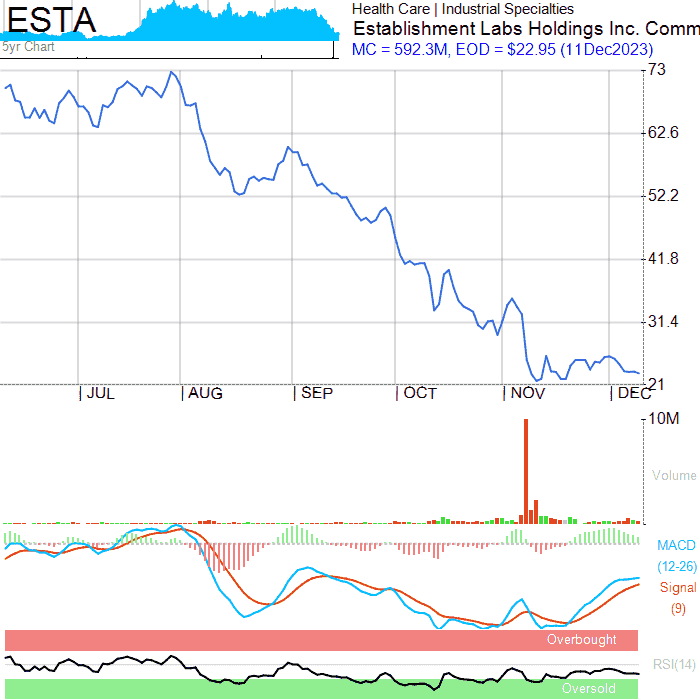 ESTA
5yr Chart
Health Care | Industrial Specialties
Establishment Labs Holdings Inc. Comm
MC = 592.3M, EOD = $22.95 (11Dec2023)
73
62.6
52.2
41.8
31.4
21
JUL AUG SEP OCT NOV DEC
10M
Volume
MACD
(12-26)
Signal
(9)
Overbought
RSI(14)
Oversold